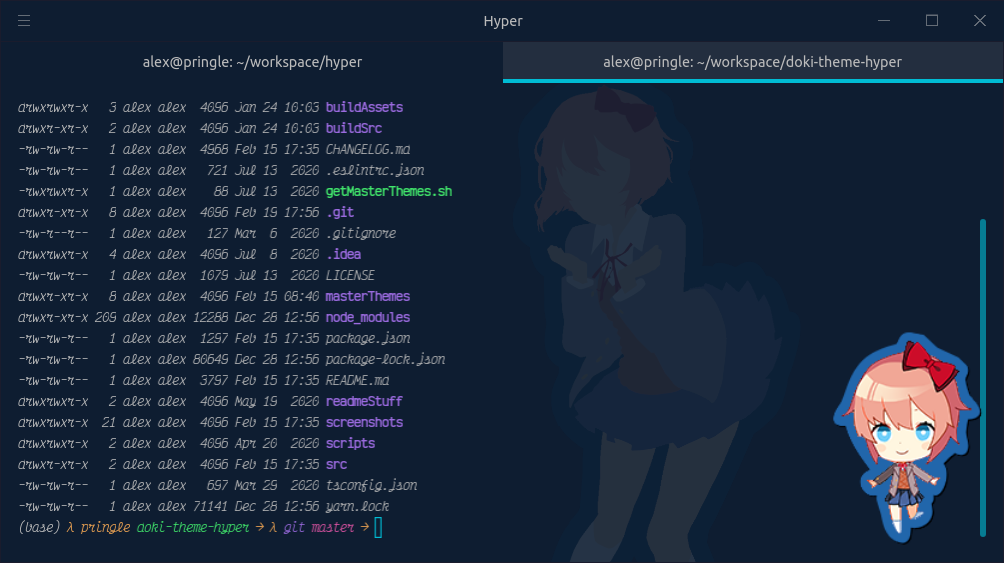 Hyper
alex@pringle: ~/workspace/hyper
alex@pringle: ~/workspace/doki-theme-hyper
drwxrwxr-x 3 alex alex 4096 Jan 24 10:03 buildAssets
drwxr-xr-x 2 alex alex 4096 Jan 24 10:03 buildSrc
-rw-rw-r-- 1 alex alex 4968 Feb 15 17:35 CHANGELOG.md
-rw-rw-r-- 1 alex alex 721 Jul 13 2020 .eslintrc.json
-rwxrwxr-x 1 alex alex 88 Jul 13 2020 getMasterThemes.sh
drwxr-xr-x 8 alex alex 4096 Feb 19 17:56 .git
-rw-r--r-- 1 alex alex 127 Mar 6 2020 .gitignore
drwxrwxr-x 4 alex alex 4096 Jul 8 2020 .idea
-rw-rw-r-- 1 alex alex 1079 Jul 13 2020 LICENSE
drwxrwxr-x 8 alex alex 4096 Feb 15 08:40 masterThemes
drwxr-xr-x 209 alex alex 12288 Dec 28 12:56 node_modules
-rw-rw-r-- 1 alex alex 1297 Feb 15 17:35 package.json
-rw-rw-r-- 1 alex alex 80649 Dec 28 12:56 package-lock.json
-rw-rw-r-- 1 alex alex 3797 Feb 15 17:35 README.md
drwxrwxr-x 2 alex alex 4096 May 19 2020 readmeStuff
drwxrwxr-x 21 alex alex 4096 Feb 15 17:35 screenshots
drwxrwxr-x 2 alex alex 4096 Apr 26 2020 scripts
drwxr-xr-x 2 alex alex 4096 Feb 15 17:35 src
-rw-rw-r-- 1 alex alex 697 Mar 29 2020 tsconfig.json
-rw-rw-r-- 1 alex alex 71141 Dec 28 12:56 yarn.lock
(base) λ pringle doki-theme-hyper → λ git master →